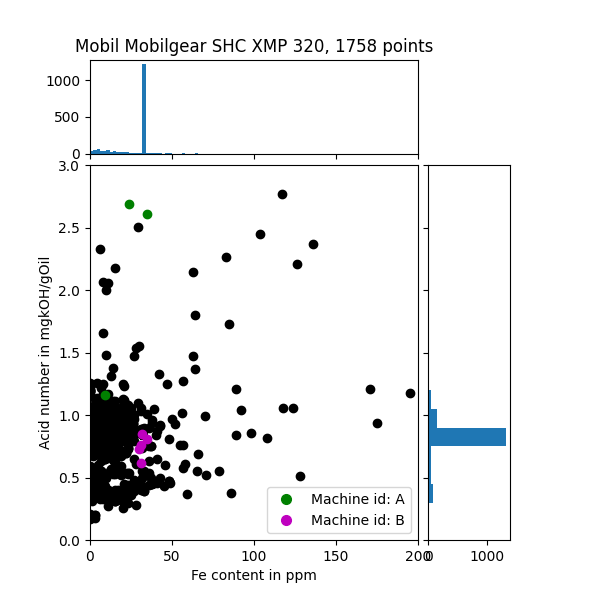 Mobil Mobilgear SHC XMP 320, 1758 points
1000
500
0
3.0
2.5
2.0
1.5
1.0
0.5
0.0
Acid number in mgkOH/gOil
Machine id: A
Machine id: B
0 50 100 150 200
0 1000
Fe content in ppm